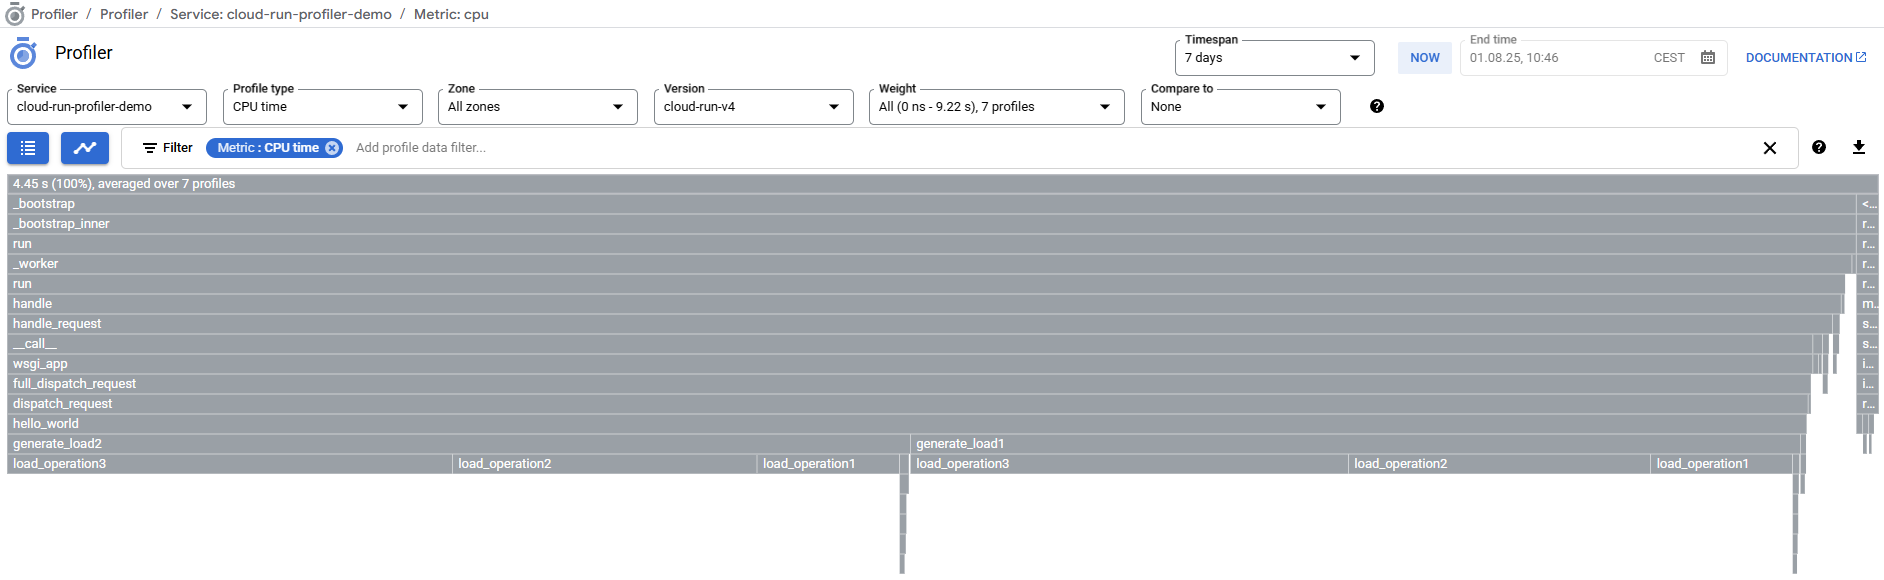 Profiler / Profiler / Service: cloud-run-profiler-demo / Metric: cpu
Profiler
Timespan
7 days
NOW
End time
01.08.25, 10:46 CEST
DOCUMENTATION
Service
cloud-run-profiler-demo
Profile type
CPU time
Zone
All zones
Version
cloud-run-v4
Weight
All (0 ns - 9.22 s), 7 profiles
Compare to
None
Filter
Metric : CPU time
Add profile data filter...
4.45 s (100%), averaged over 7 profiles
_bootstrap <...
_bootstrap_inner r...
run r...
_worker r...
run r...
handle m...
handle_request s...
__call__ s...
wsgi_app i...
full_dispatch_request i...
dispatch_request r...
hello_world
generate_load2 generate_load1
load_operation3 load_operation2 load_operation1 load_operation3 load_operation2 load_operation1